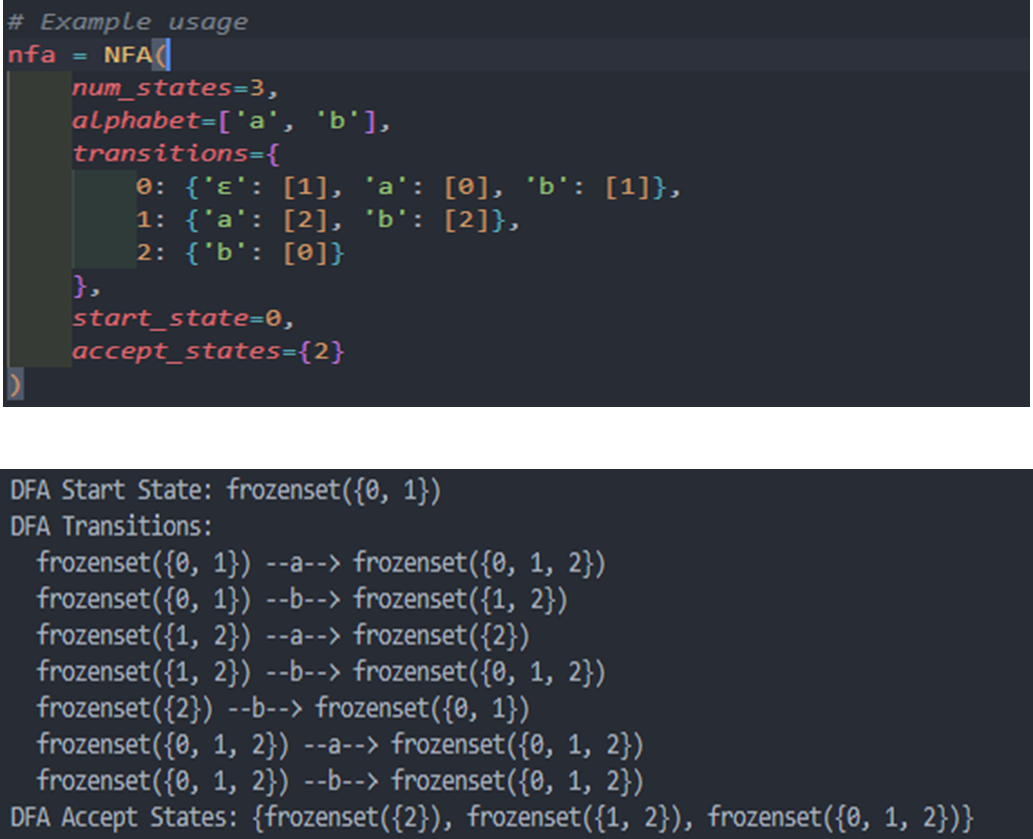 # Example usage
nfa = NFA(
    num_states=3,
    alphabet=['a', 'b'],
    transitions={
        0: {'ε': [1], 'a': [0], 'b': [1]},
        1: {'a': [2], 'b': [2]},
        2: {'b': [0]}
    },
    start_state=0,
    accept_states={2}
)
DFA Start State: frozenset({0, 1})
DFA Transitions:
  frozenset({0, 1}) --a--> frozenset({0, 1, 2})
  frozenset({0, 1}) --b--> frozenset({1, 2})
  frozenset({1, 2}) --a--> frozenset({2})
  frozenset({1, 2}) --b--> frozenset({0, 1, 2})
  frozenset({2}) --b--> frozenset({0, 1})
  frozenset({0, 1, 2}) --a--> frozenset({0, 1, 2})
  frozenset({0, 1, 2}) --b--> frozenset({0, 1, 2})
DFA Accept States: {frozenset({2}), frozenset({1, 2}), frozenset({0, 1, 2})}